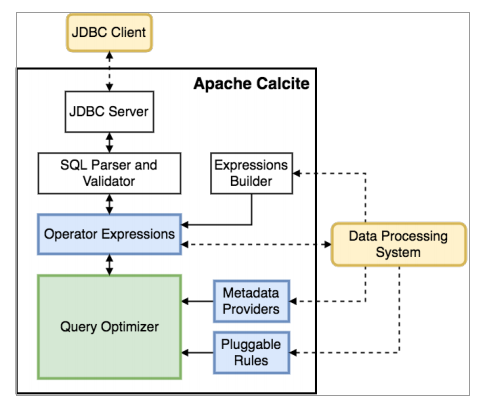 JDBC Client
Apache Calcite
JDBC Server
SQL Parser and
Validator
Expressions
Builder
Operator Expressions
Data Processing
System
Metadata
Providers
Query Optimizer
Pluggable
Rules